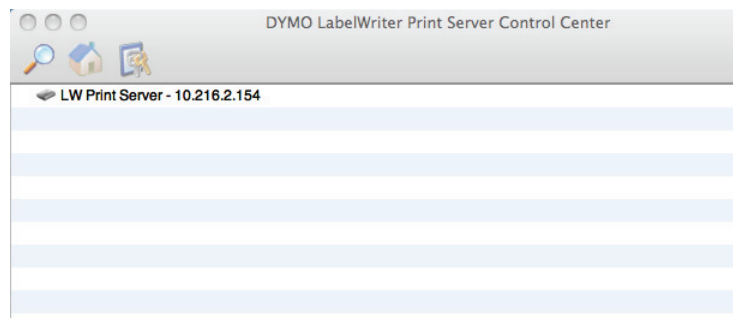 DYMO LabelWriter Print Server Control Center
LW Print Server - 10.216.2.154